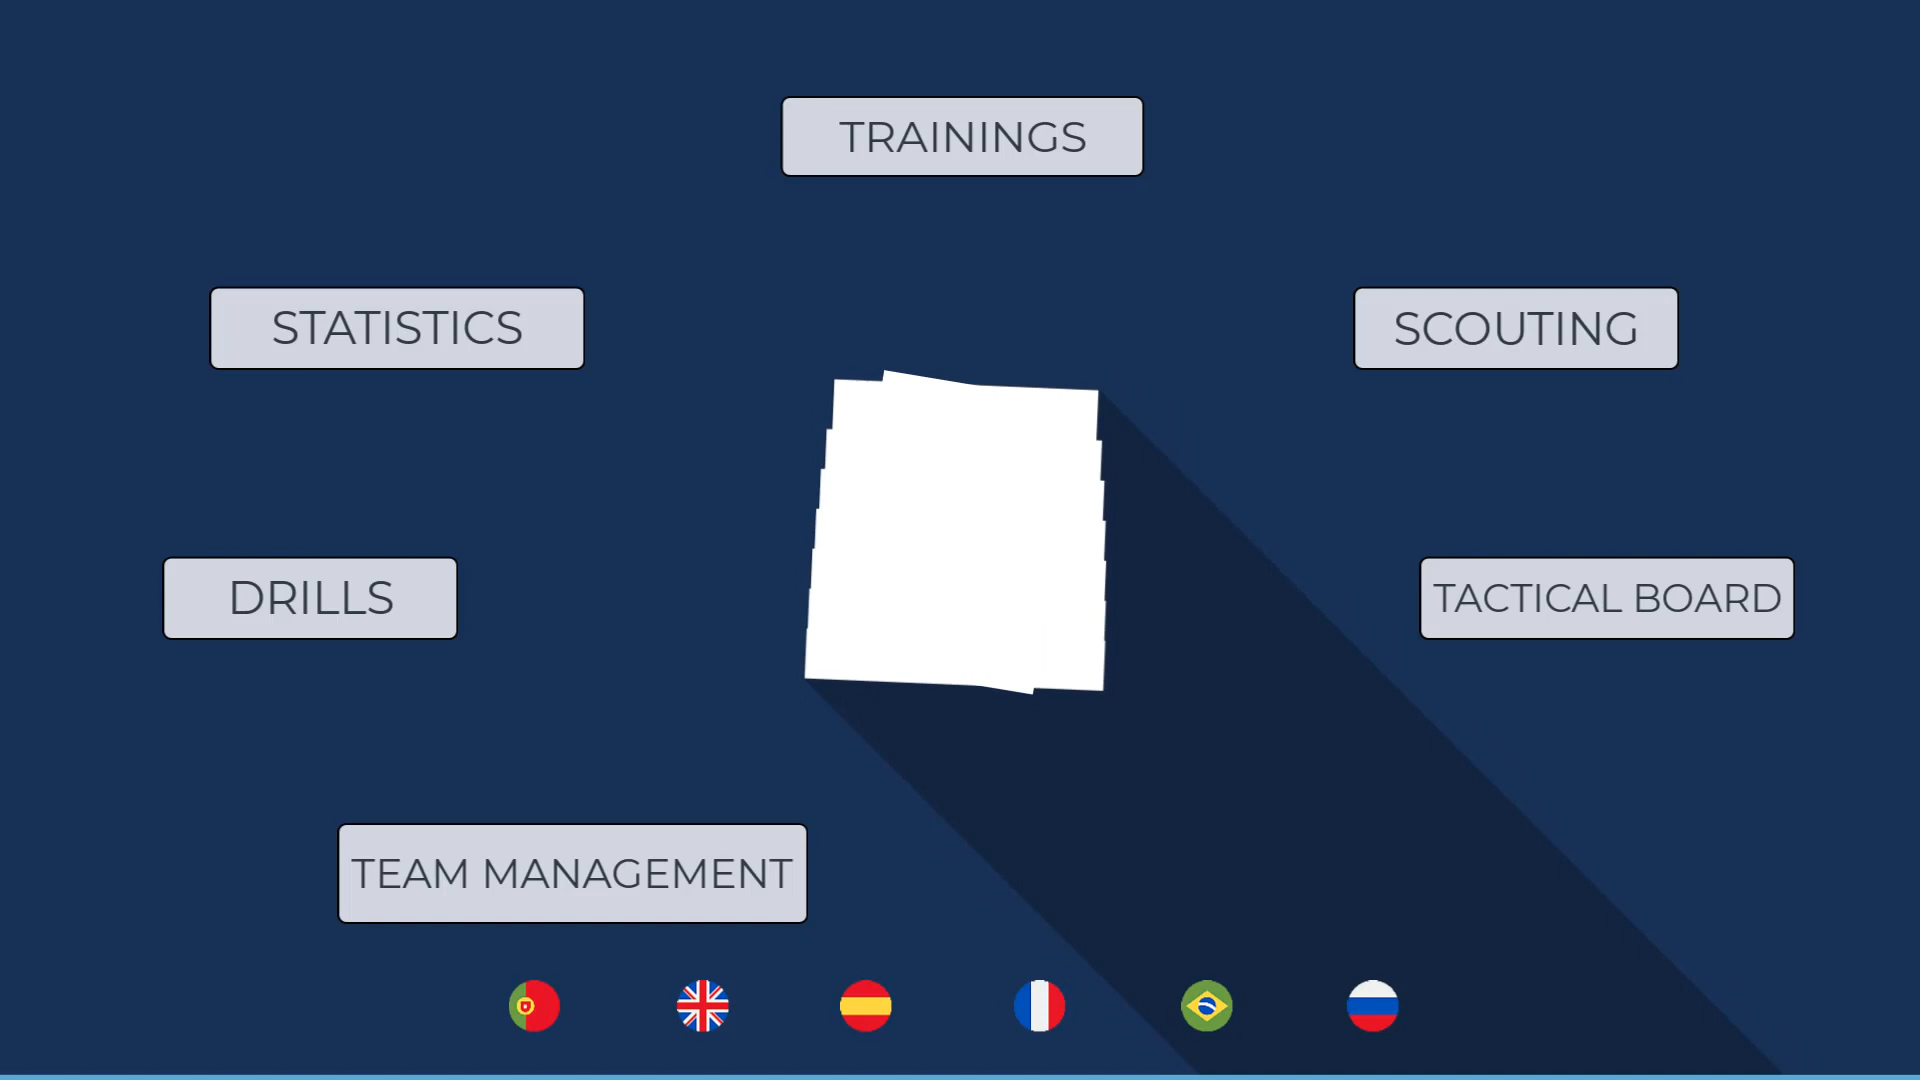 TRAININGS
STATISTICS
SCOUTING
DRILLS
TACTICAL BOARD
TEAM MANAGEMENT